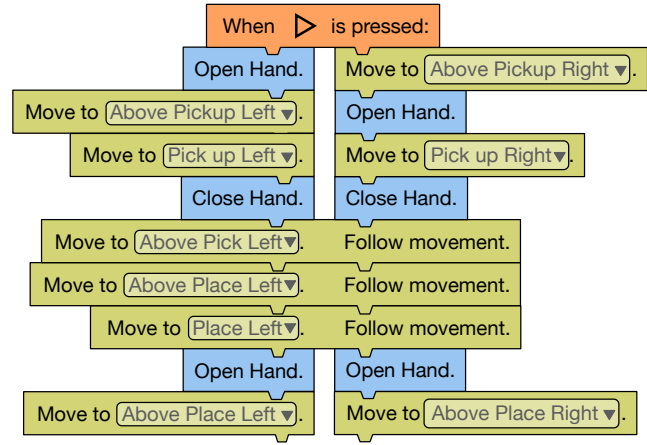 When ▷ is pressed:
Open Hand. Move to Above Pickup Right ▼.
Move to Above Pickup Left ▼. Open Hand.
Move to Pick up Left ▼. Move to Pick up Right ▼.
Close Hand. Close Hand.
Move to Above Pick Left ▼. Follow movement.
Move to Above Place Left ▼. Follow movement.
Move to Place Left ▼. Follow movement.
Open Hand. Open Hand.
Move to Above Place Left ▼. Move to Above Place Right ▼.